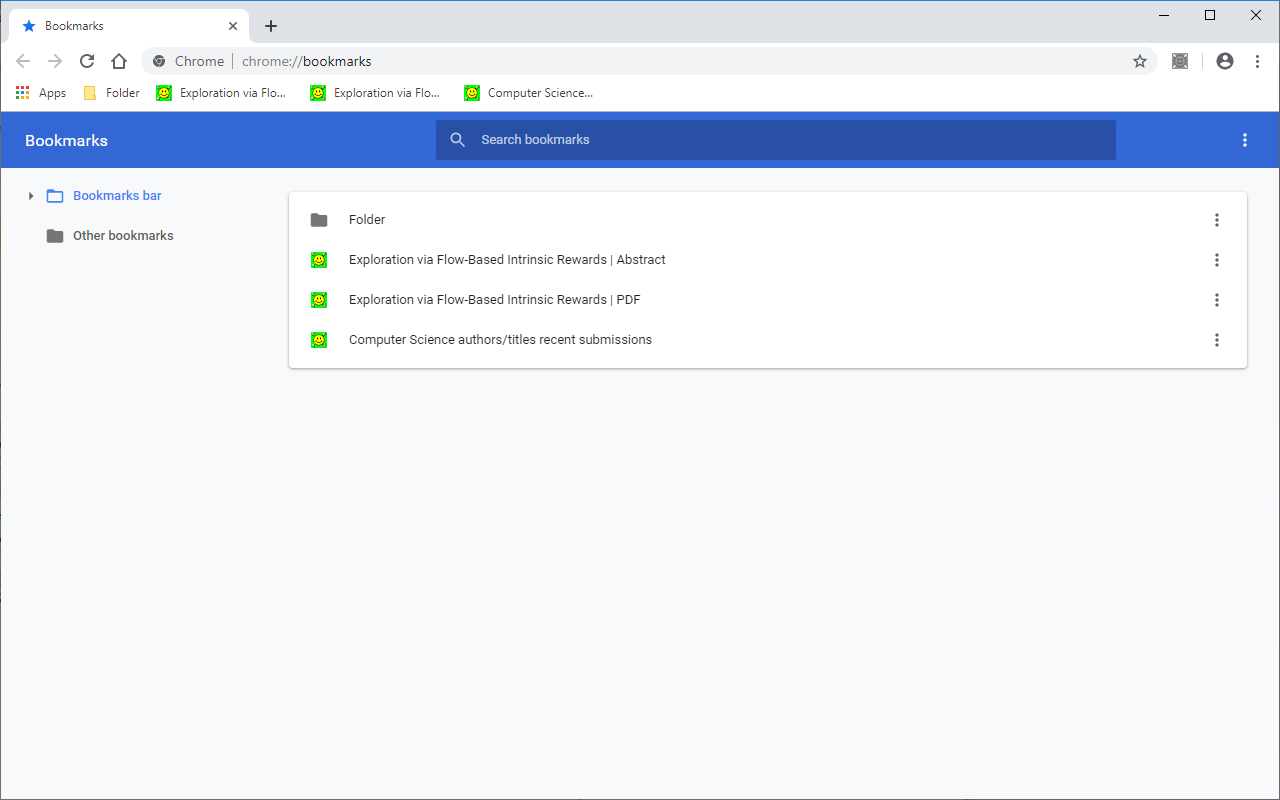 Bookmarks
Chrome
chrome://bookmarks
Apps
Folder
Exploration via Flo...
Exploration via Flo...
Computer Science...
Bookmarks
Search bookmarks
Bookmarks bar
Other bookmarks
Folder
Exploration via Flow-Based Intrinsic Rewards | Abstract
Exploration via Flow-Based Intrinsic Rewards | PDF
Computer Science authors/titles recent submissions